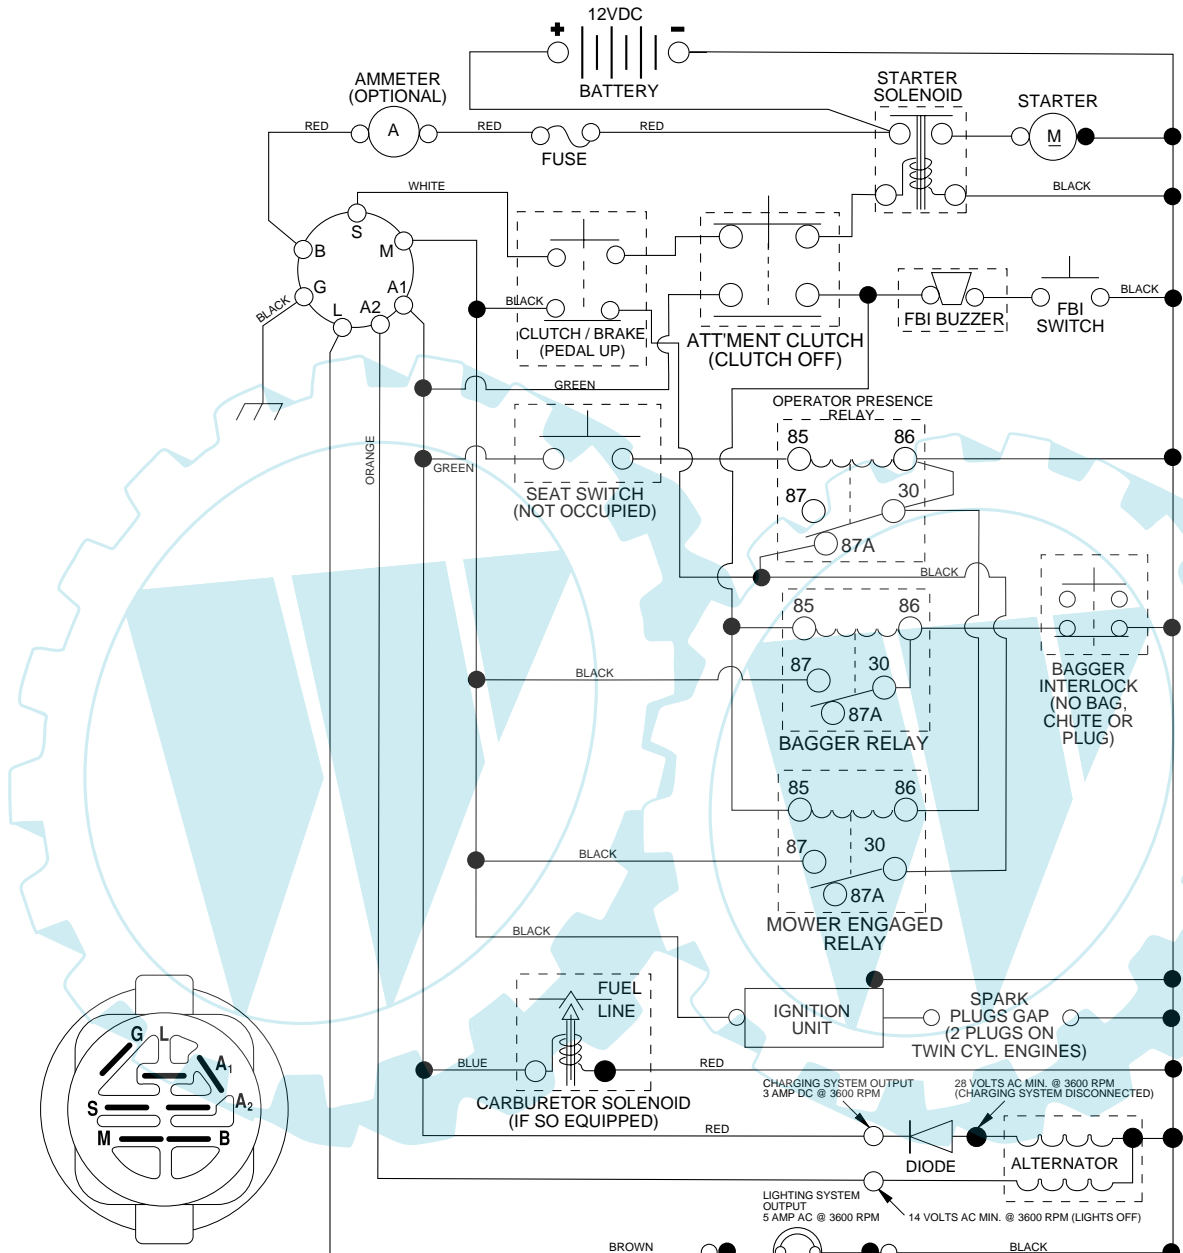 12VDC
+ -
BATTERY
AMMETER
(OPTIONAL)
STARTER
SOLENOID
STARTER
RED
A
RED
RED
M
FUSE
WHITE
BLACK
S
B
M
G
A1
A2
L
BLACK
BLACK
CLUTCH / BRAKE
(PEDAL UP)
ATT'MENT CLUTCH
(CLUTCH OFF)
FBI BUZZER
FBI
SWITCH
BLACK
GREEN
OPERATOR PRESENCE
RELAY
85
86
ORANGE
GREEN
SEAT SWITCH
(NOT OCCUPIED)
87
30
87A
BLACK
85
86
BLACK
87
30
87A
BAGGER RELAY
BAGGER
INTERLOCK
(NO BAG,
CHUTE OR
PLUG)
85
86
BLACK
87
30
87A
MOWER ENGAGED
RELAY
BLACK
FUEL
LINE
IGNITION
UNIT
SPARK
PLUGS GAP
(2 PLUGS ON
TWIN CYL. ENGINES)
G
L
A1
A2
S
M
B
BLUE
RED
CARBURETOR SOLENOID
(IF SO EQUIPPED)
CHARGING SYSTEM OUTPUT
3 AMP DC @ 3600 RPM
28 VOLTS AC MIN. @ 3600 RPM
(CHARGING SYSTEM DISCONNECTED)
RED
DIODE
ALTERNATOR
LIGHTING SYSTEM
OUTPUT
5 AMP AC @ 3600 RPM
14 VOLTS AC MIN. @ 3600 RPM (LIGHTS OFF)
BROWN
BLACK